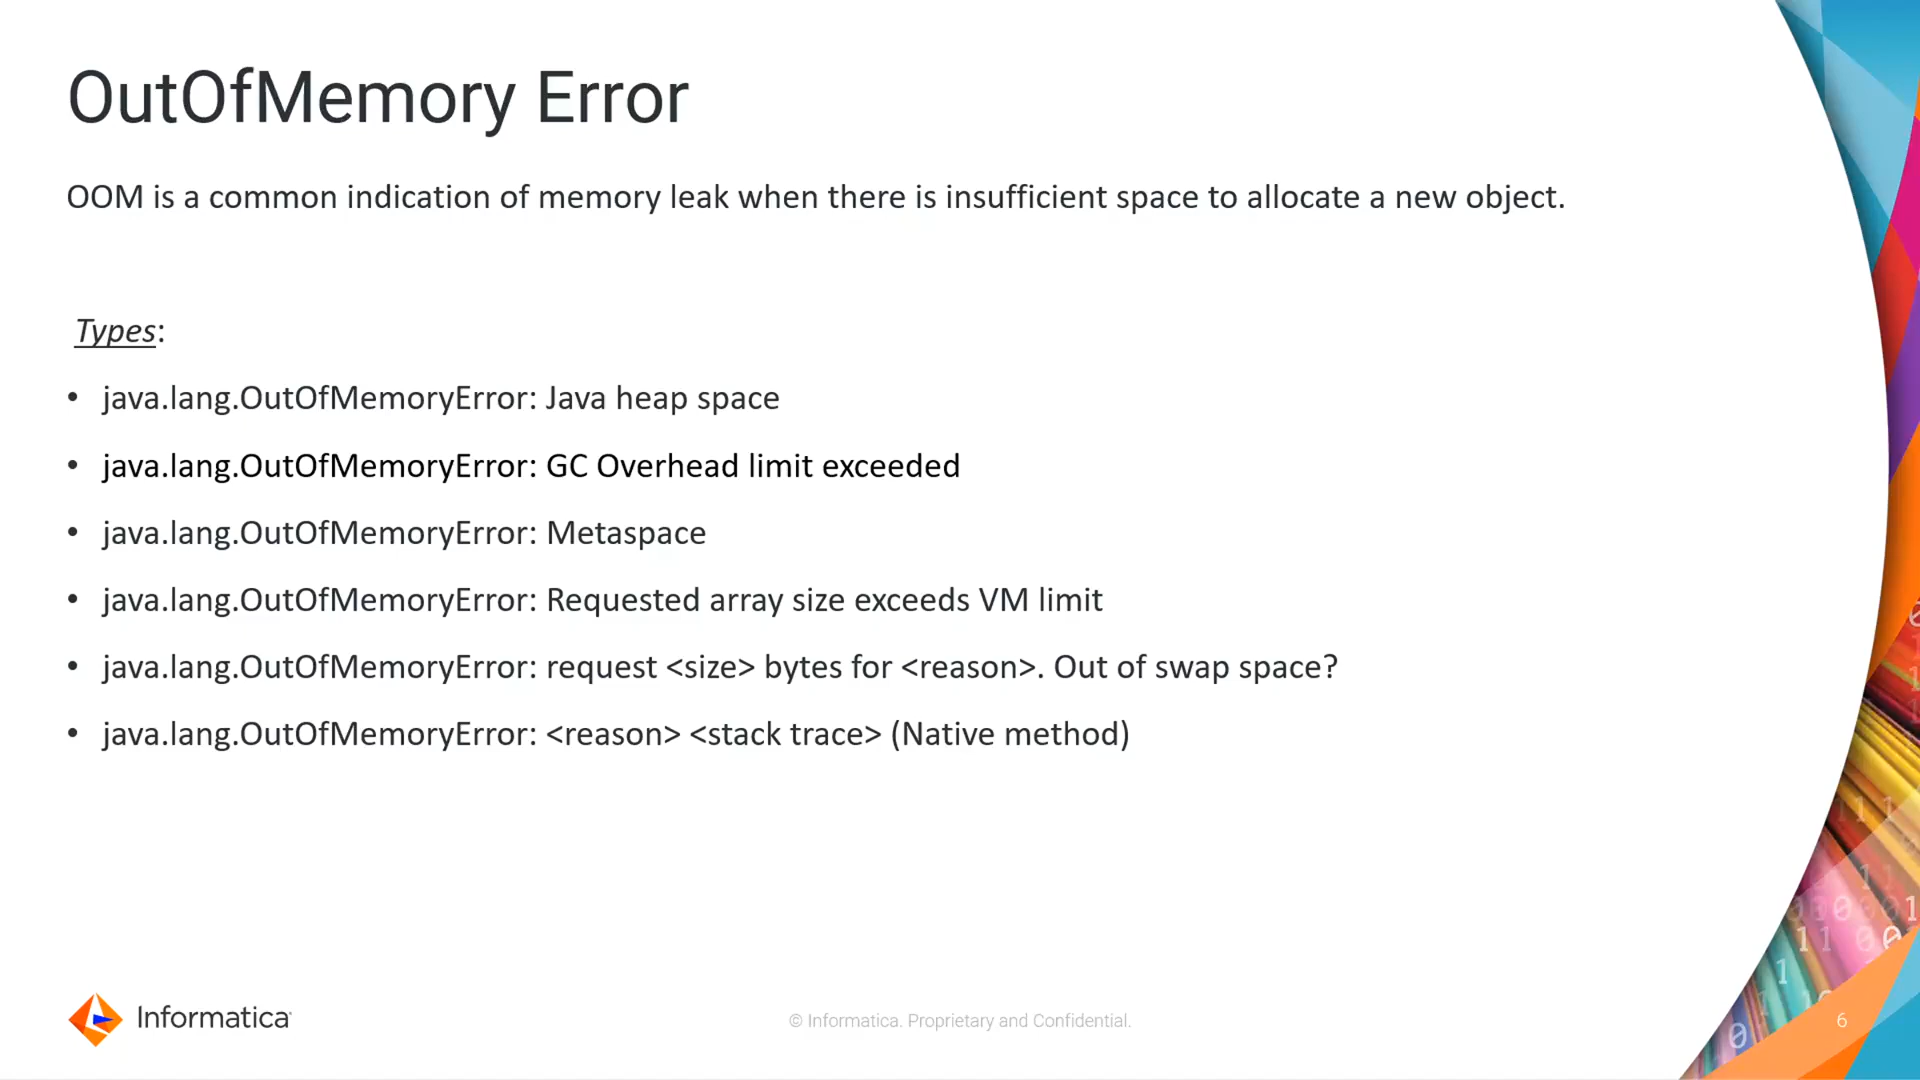 OutOfMemory Error
OOM is a common indication of memory leak when there is insufficient space to allocate a new object.
Types:
• java.lang.OutOfMemoryError: Java heap space
• java.lang.OutOfMemoryError: GC Overhead limit exceeded
• java.lang.OutOfMemoryError: Metaspace
• java.lang.OutOfMemoryError: Requested array size exceeds VM limit
• java.lang.OutOfMemoryError: request <size> bytes for <reason>. Out of swap space?
• java.lang.OutOfMemoryError: <reason> <stack trace> (Native method)
Informatica
© Informatica. Proprietary and Confidential.
6